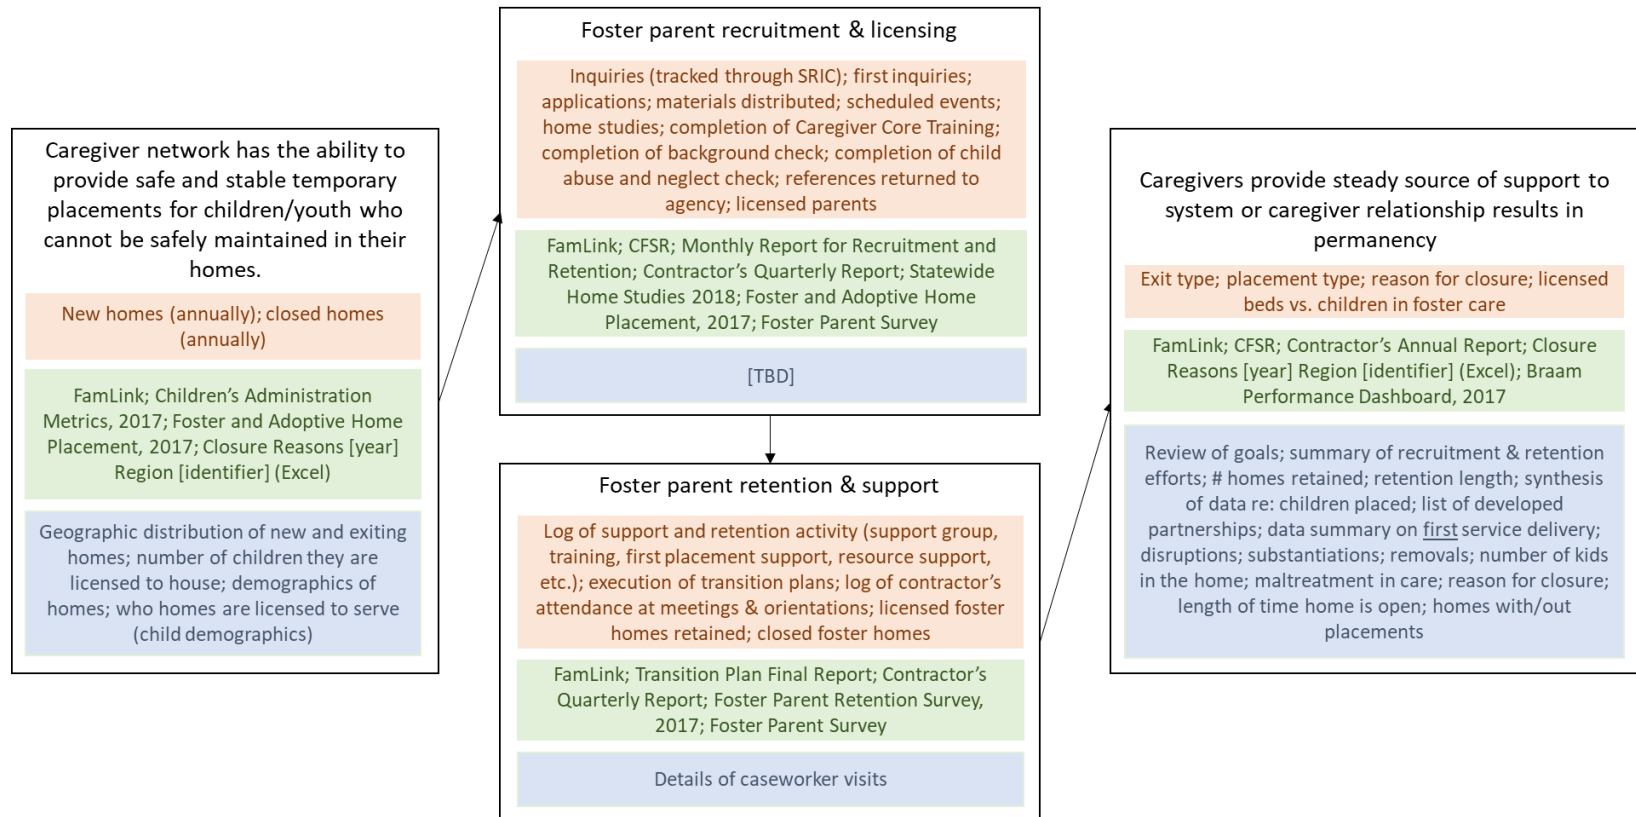 Caregiver network has the ability to
provide safe and stable temporary
placements for children/youth who
cannot be safely maintained in their
homes.
New homes (annually); closed homes
(annually)
FamLink; Children's Administration
Metrics, 2017; Foster and Adoptive Home
Placement, 2017; Closure Reasons [year]
Region [identifier] (Excel)
Geographic distribution of new and exiting
homes; number of children they are
licensed to house; demographics of
homes; who homes are licensed to serve
(child demographics)
Foster parent recruitment & licensing
Inquiries (tracked through SRIC); first inquiries;
applications; materials distributed; scheduled events;
home studies; completion of Caregiver Core Training;
completion of background check; completion of child
abuse and neglect check; references returned to
agency; licensed parents
FamLink; CFSR; Monthly Report for Recruitment and
Retention; Contractor's Quarterly Report; Statewide
Home Studies 2018; Foster and Adoptive Home
Placement, 2017; Foster Parent Survey
[TBD]
Foster parent retention & support
Log of support and retention activity (support group,
training, first placement support, resource support,
etc.); execution of transition plans; log of contractor's
attendance at meetings & orientations; licensed foster
homes retained; closed foster homes
FamLink; Transition Plan Final Report; Contractor's
Quarterly Report; Foster Parent Retention Survey,
2017; Foster Parent Survey
Details of caseworker visits
Caregivers provide steady source of support to
system or caregiver relationship results in
permanency
Exit type; placement type; reason for closure; licensed
beds vs. children in foster care
FamLink; CFSR; Contractor's Annual Report; Closure
Reasons [year] Region [identifier] (Excel); Braam
Performance Dashboard, 2017
Review of goals; summary of recruitment & retention
efforts; # homes retained; retention length; synthesis
of data re: children placed; list of developed
partnerships; data summary on first service delivery;
disruptions; substantiations; removals; number of kids
in the home; maltreatment in care; reason for closure;
length of time home is open; homes with/out
placements